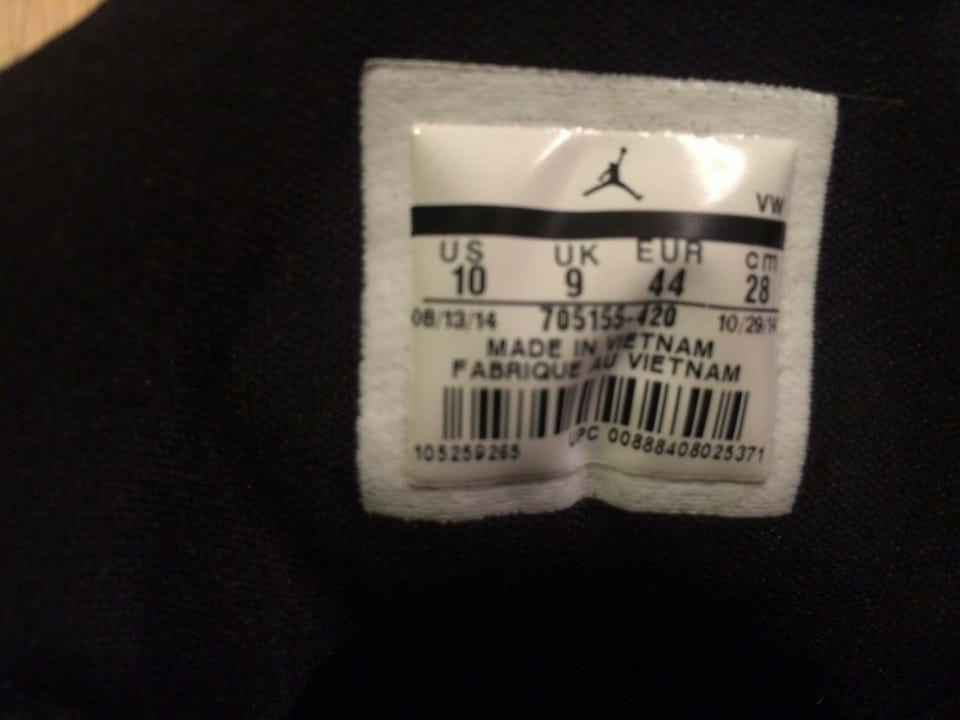 VW
US UK EUR cm
10 9 44 28
08/13/14 705155-420 10/29/14
MADE IN VIETNAM
FABRIQUE AU VIETNAM
105259265 UPC 00888408025371